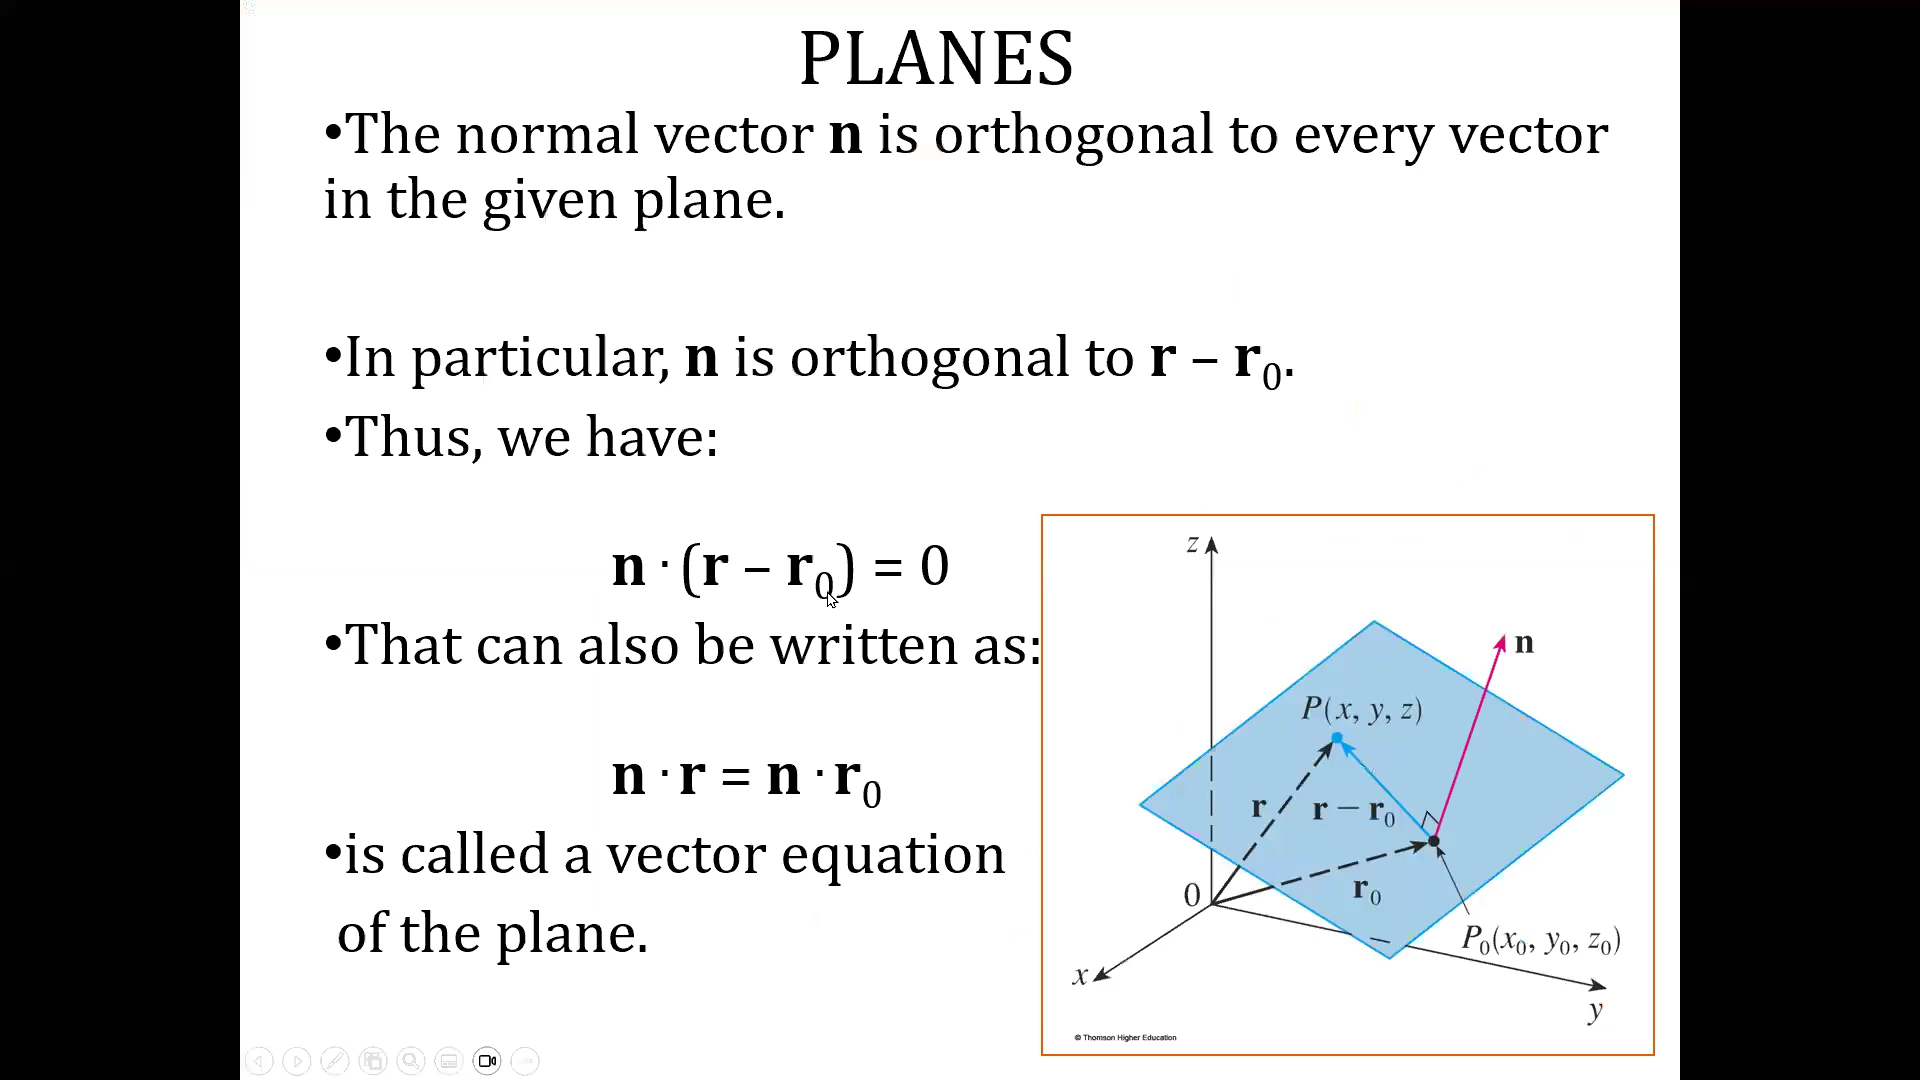 PLANES
•The normal vector n is orthogonal to every vector
in the given plane.
•In particular, n is orthogonal to r – r₀.
•Thus, we have:
n · (r – r₀) = 0
•That can also be written as:
n · r = n · r₀
•is called a vector equation
of the plane.
z
n
P(x, y, z)
r
r − r₀
r₀
0
P₀(x₀, y₀, z₀)
x
y
© Thomson Higher Education